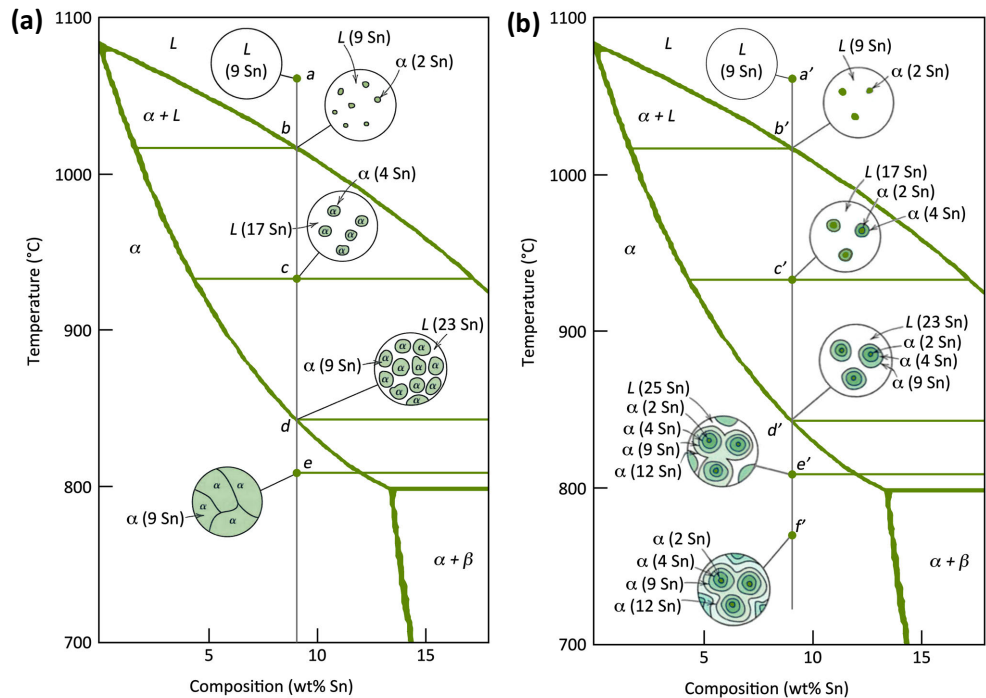 (a)
1100
1000
900
800
700
Temperature (°C)
5
10
15
Composition (wt% Sn)
L
L
(9 Sn)
a
L (9 Sn)
α (2 Sn)
α + L
b
α (4 Sn)
α
L (17 Sn)
α
α
α
α
α
c
L (23 Sn)
α (9 Sn)
α
α
α
α
α
α
α
α
α
α
α
d
e
α
α
α
α
α (9 Sn)
α + β
(b)
1100
1000
900
800
700
Temperature (°C)
5
10
15
Composition (wt% Sn)
L
L
(9 Sn)
a′
L (9 Sn)
α (2 Sn)
α + L
b′
L (17 Sn)
α (2 Sn)
α (4 Sn)
α
c′
L (23 Sn)
α (2 Sn)
α (4 Sn)
α (9 Sn)
d′
L (25 Sn)
α (2 Sn)
α (4 Sn)
α (9 Sn)
α (12 Sn)
e′
f′
α (2 Sn)
α (4 Sn)
α (9 Sn)
α (12 Sn)
α + β